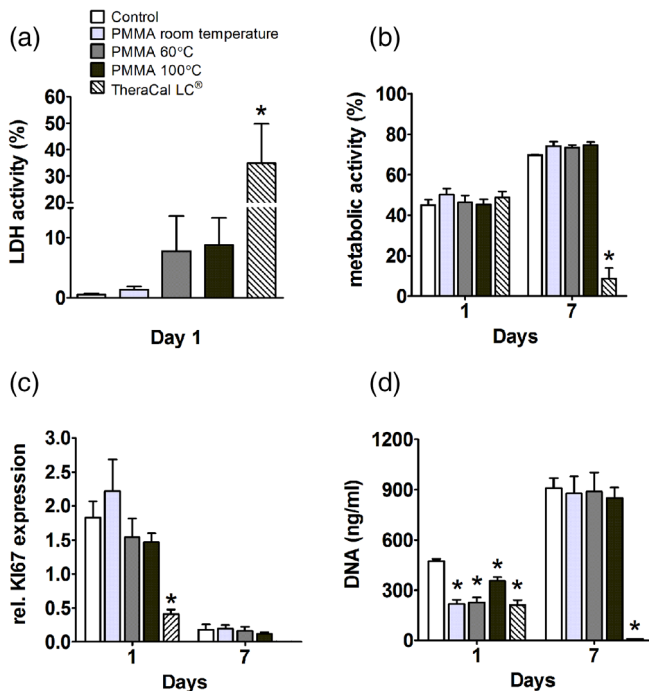 Control
PMMA room temperature
PMMA 60°C
PMMA 100°C
TheraCal LC®
(a)
LDH activity (%)
60
50
40
30
20
10
0
*
Day 1
(b)
metabolic activity (%)
100
80
60
40
20
0
*
1 7
Days
(c)
rel. KI67 expression
3.0
2.5
2.0
1.5
1.0
0.5
0.0
*
1 7
Days
(d)
DNA (ng/ml)
1200
900
600
300
0
* * * *
*
1 7
Days